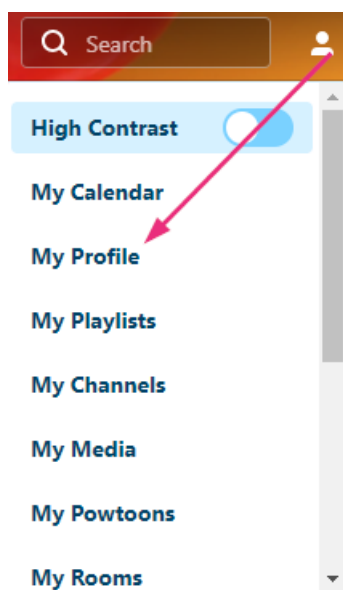 Search
High Contrast
My Calendar
My Profile
My Playlists
My Channels
My Media
My Powtoons
My Rooms